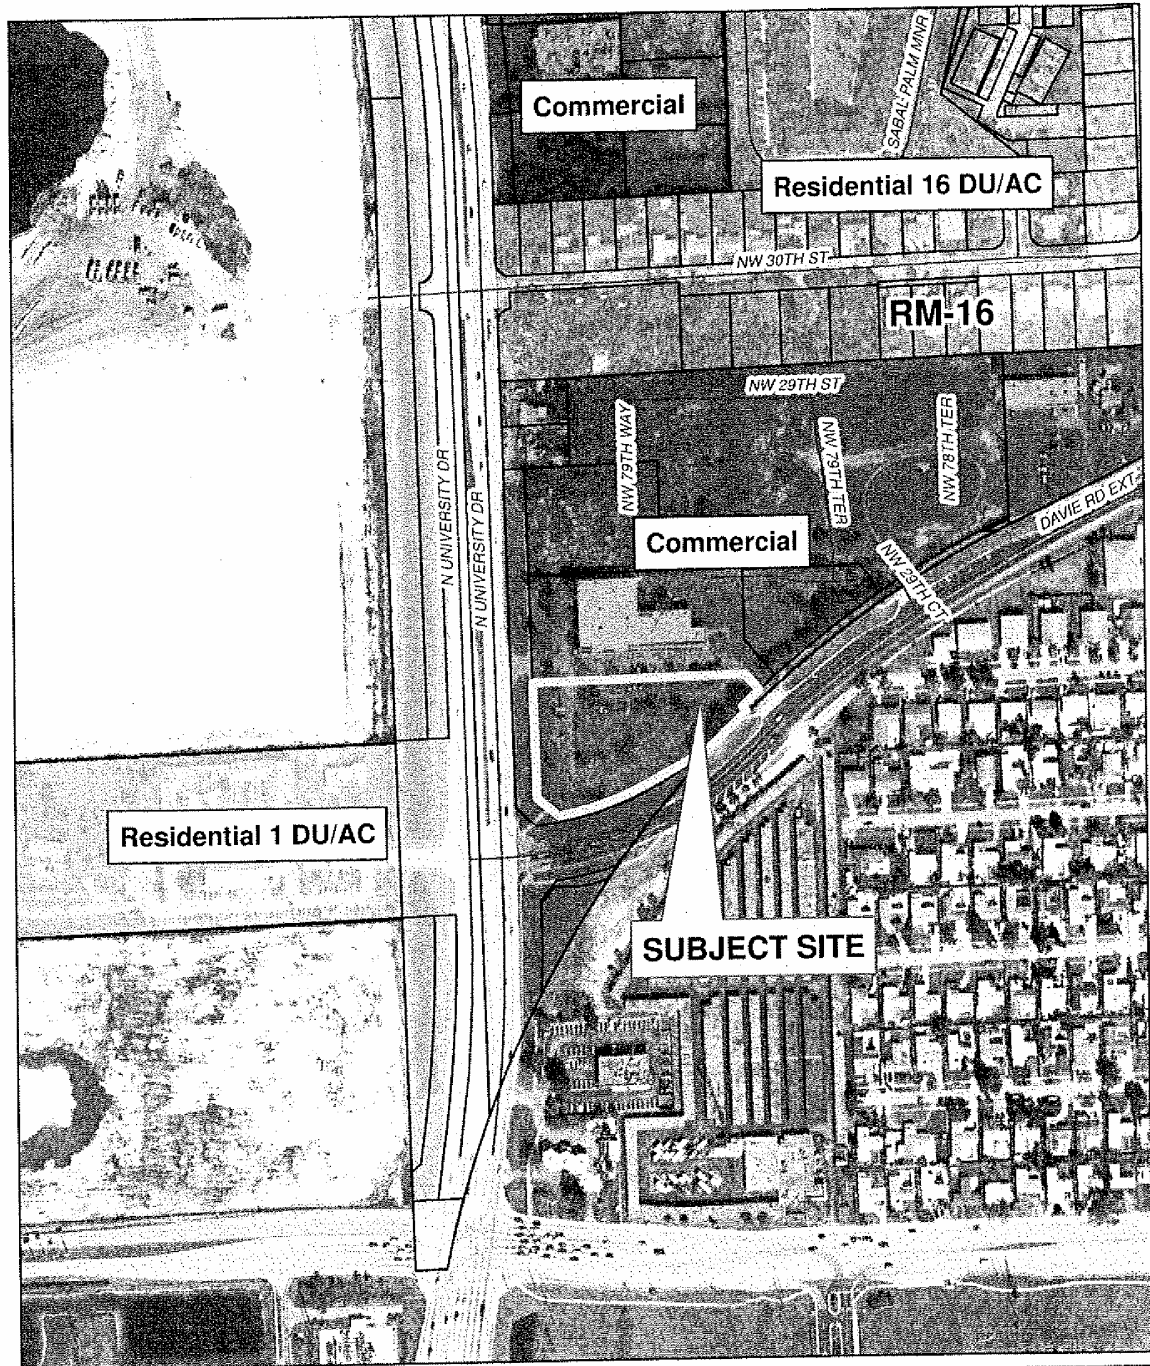 SABAL PALM MNR
Commercial
Residential 16 DU/AC
NW 30TH ST
RM-16
NW 29TH ST
NW 79TH WAY
NW 79TH TER
NW 78TH TER
N UNIVERSITY DR
N UNIVERSITY DR
DAVIE RD EXT
Commercial
NW 29TH CT
Residential 1 DU/AC
SUBJECT SITE